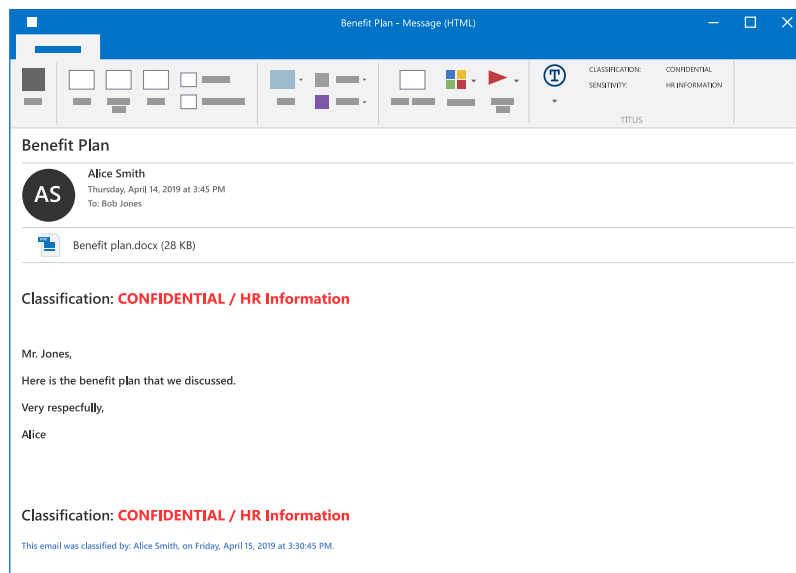 Benefit Plan - Message (HTML)
CLASSIFICATION: CONFIDENTIAL
SENSITIVITY: HR INFORMATION
TITUS
Benefit Plan
AS
Alice Smith
Thursday, April 14, 2019 at 3:45 PM
To: Bob Jones
Benefit plan.docx (28 KB)
Classification: CONFIDENTIAL / HR Information
Mr. Jones,
Here is the benefit plan that we discussed.
Very respecfully,
Alice
Classification: CONFIDENTIAL / HR Information
This email was classified by: Alice Smith, on Friday, April 15, 2019 at 3:30:45 PM.